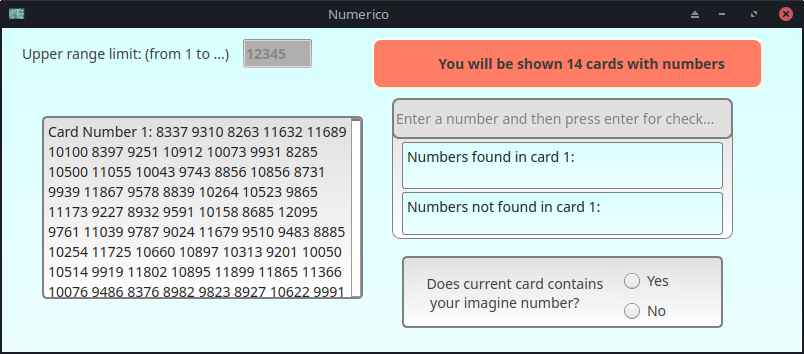 Numerico
Upper range limit: (from 1 to ...) 12345
You will be shown 14 cards with numbers
Card Number 1: 8337 9310 8263 11632 11689
10100 8397 9251 10912 10073 9931 8285
10500 11055 10043 9743 8856 10856 8731
9939 11867 9578 8839 10264 10523 9865
11173 9227 8932 9591 10158 8685 12095
9761 11039 9787 9024 11679 9510 9483 8885
10254 11725 10660 10897 10313 9201 10050
10514 9919 11802 10895 11899 11865 11366
10076 9486 8376 8982 9823 8927 10622 9991
Enter a number and then press enter for check...
Numbers found in card 1:
Numbers not found in card 1:
Does current card contains
your imagine number?
Yes
No